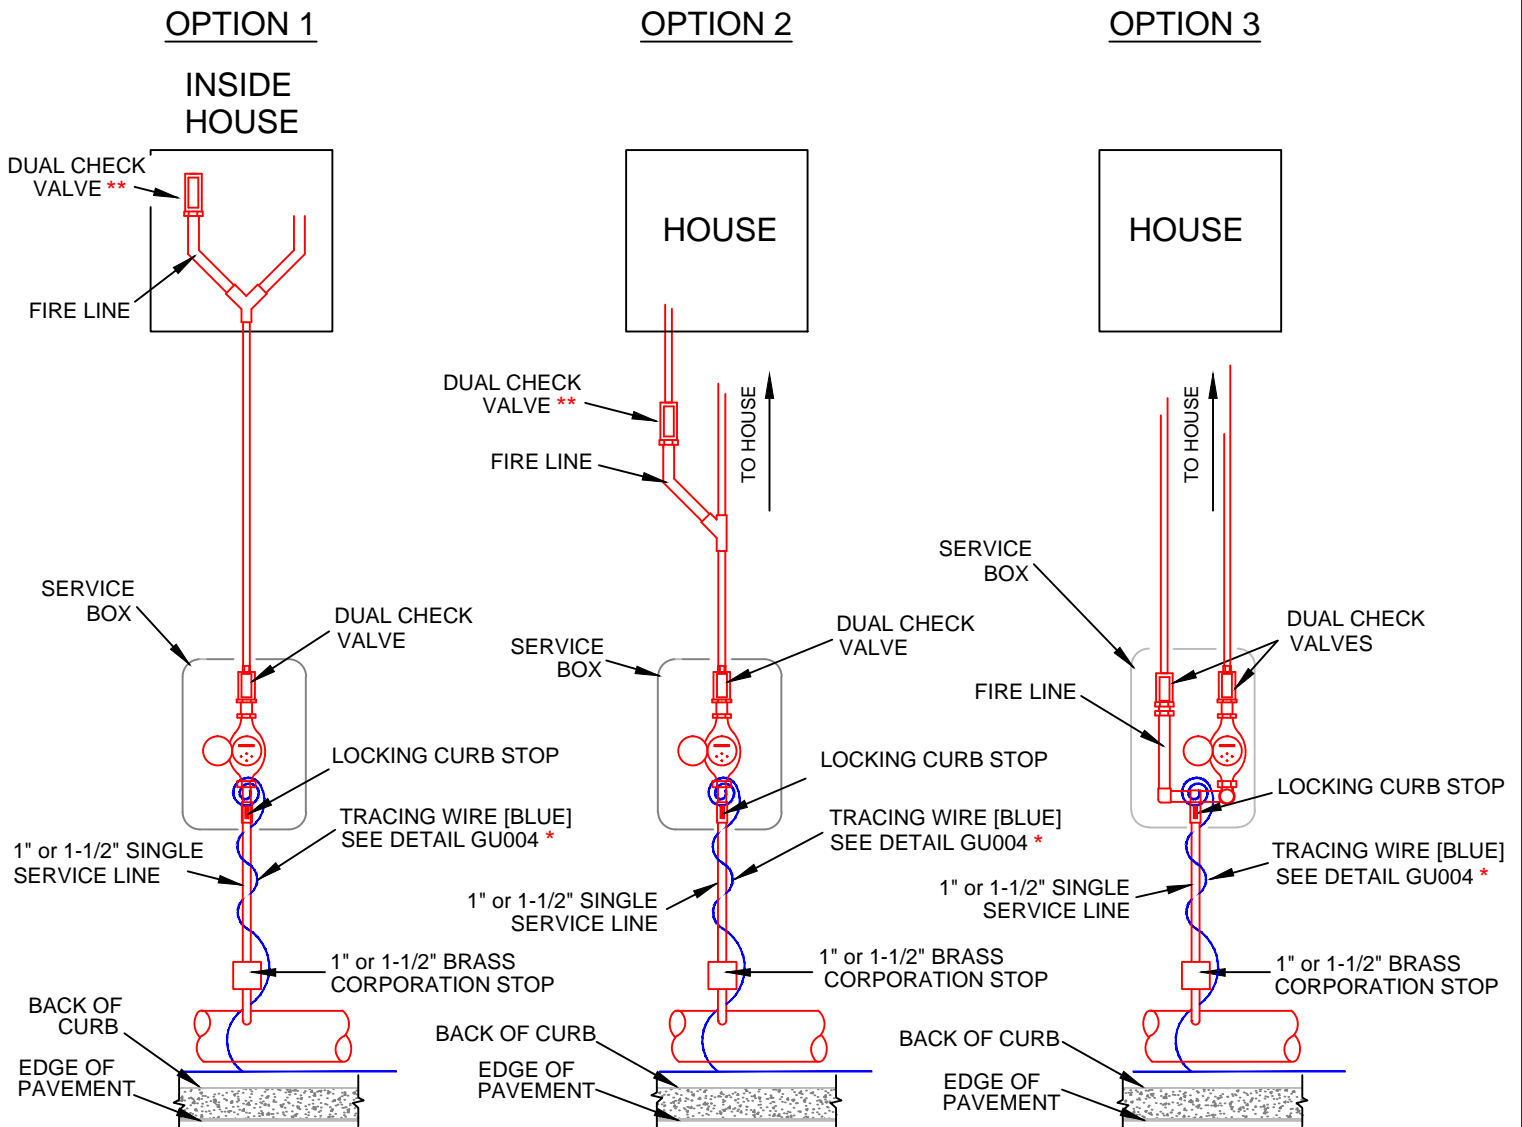 OPTION 1
INSIDE
HOUSE
DUAL CHECK
VALVE **
FIRE LINE
SERVICE
BOX
DUAL CHECK
VALVE
LOCKING CURB STOP
TRACING WIRE [BLUE]
SEE DETAIL GU004 *
1" or 1-1/2" SINGLE
SERVICE LINE
1" or 1-1/2" BRASS
CORPORATION STOP
BACK OF
CURB
EDGE OF
PAVEMENT
OPTION 2
HOUSE
DUAL CHECK
VALVE **
TO HOUSE
FIRE LINE
SERVICE
BOX
DUAL CHECK
VALVE
LOCKING CURB STOP
TRACING WIRE [BLUE]
SEE DETAIL GU004 *
1" or 1-1/2" SINGLE
SERVICE LINE
1" or 1-1/2" BRASS
CORPORATION STOP
BACK OF CURB
EDGE OF
PAVEMENT
OPTION 3
HOUSE
TO HOUSE
SERVICE
BOX
DUAL CHECK
VALVES
FIRE LINE
LOCKING CURB STOP
TRACING WIRE [BLUE]
SEE DETAIL GU004 *
1" or 1-1/2" SINGLE
SERVICE LINE
1" or 1-1/2" BRASS
CORPORATION STOP
BACK OF CURB
EDGE OF
PAVEMENT